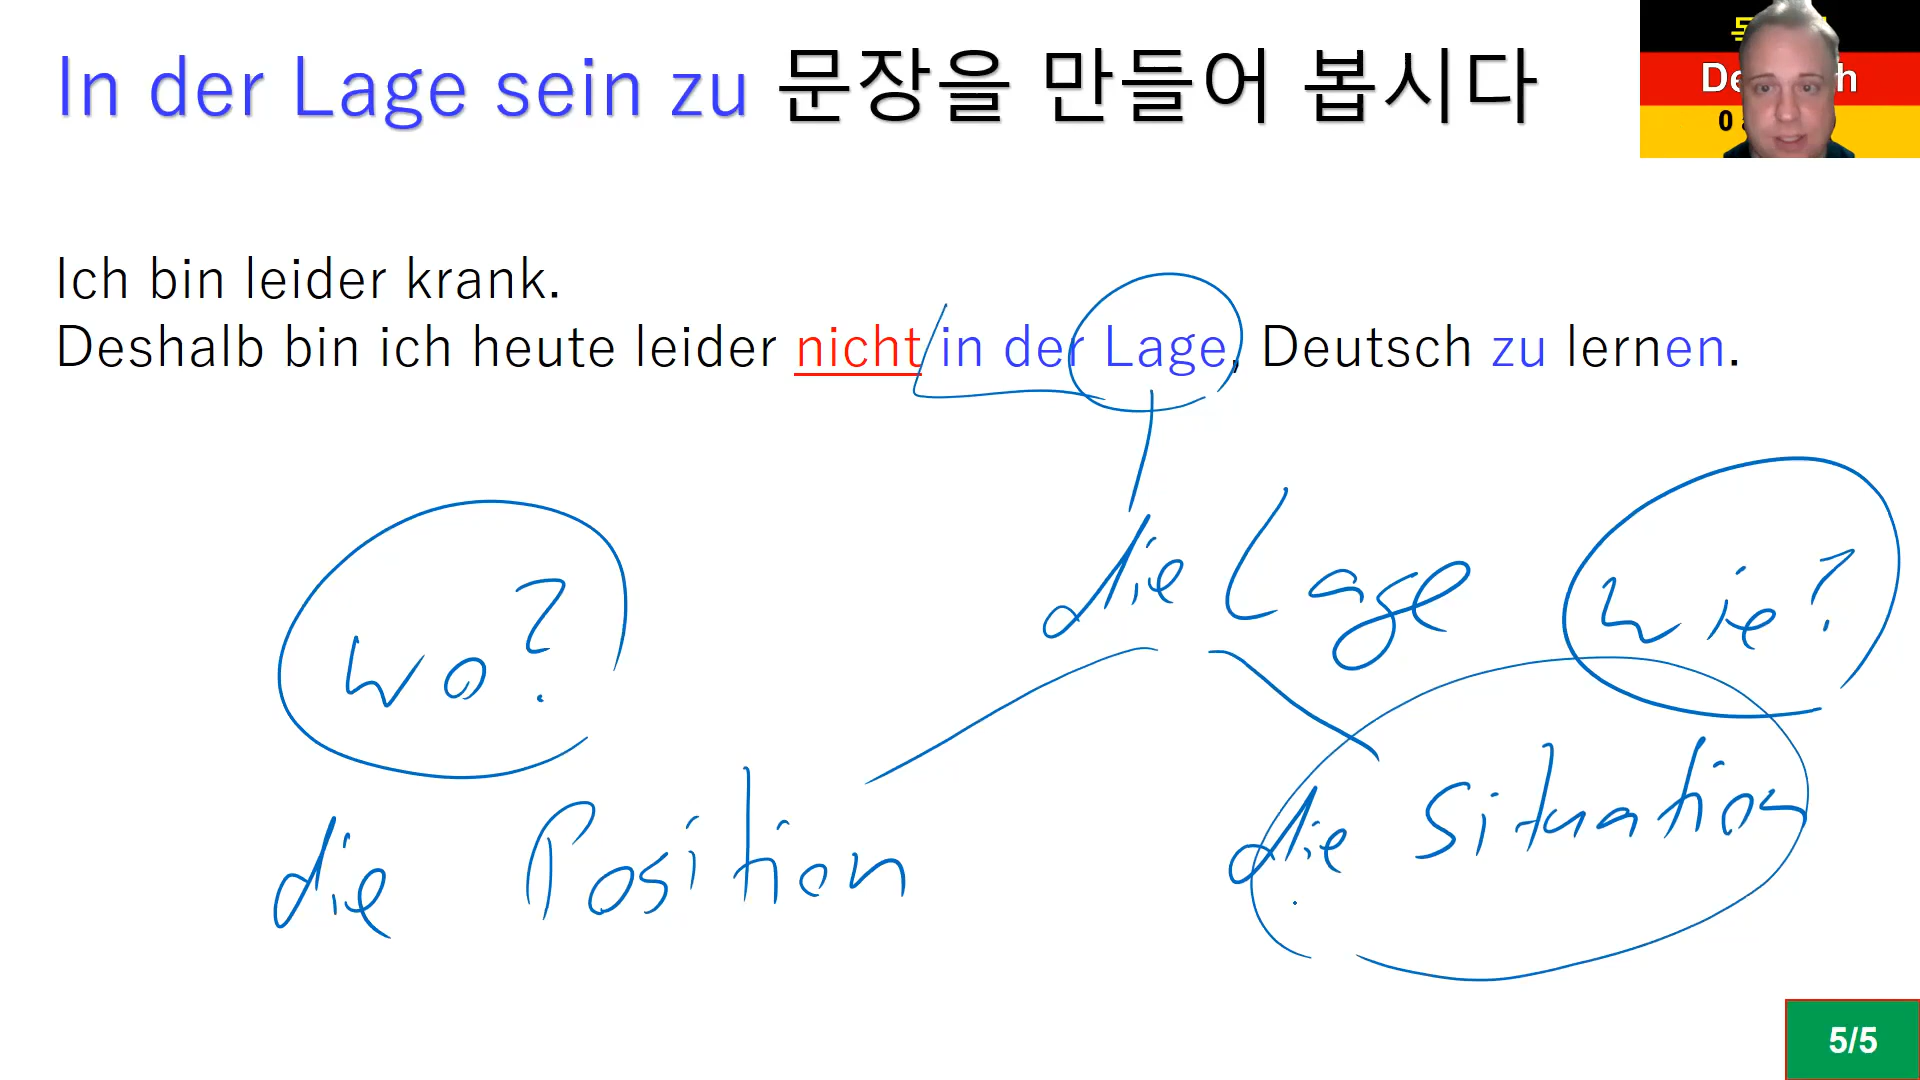 In der Lage sein zu 문장을 만들어 봅시다
De h
0
Ich bin leider krank.
Deshalb bin ich heute leider nicht in der Lage, Deutsch zu lernen.
die Lage
wo?
wie?
die Position
die Situation
5/5